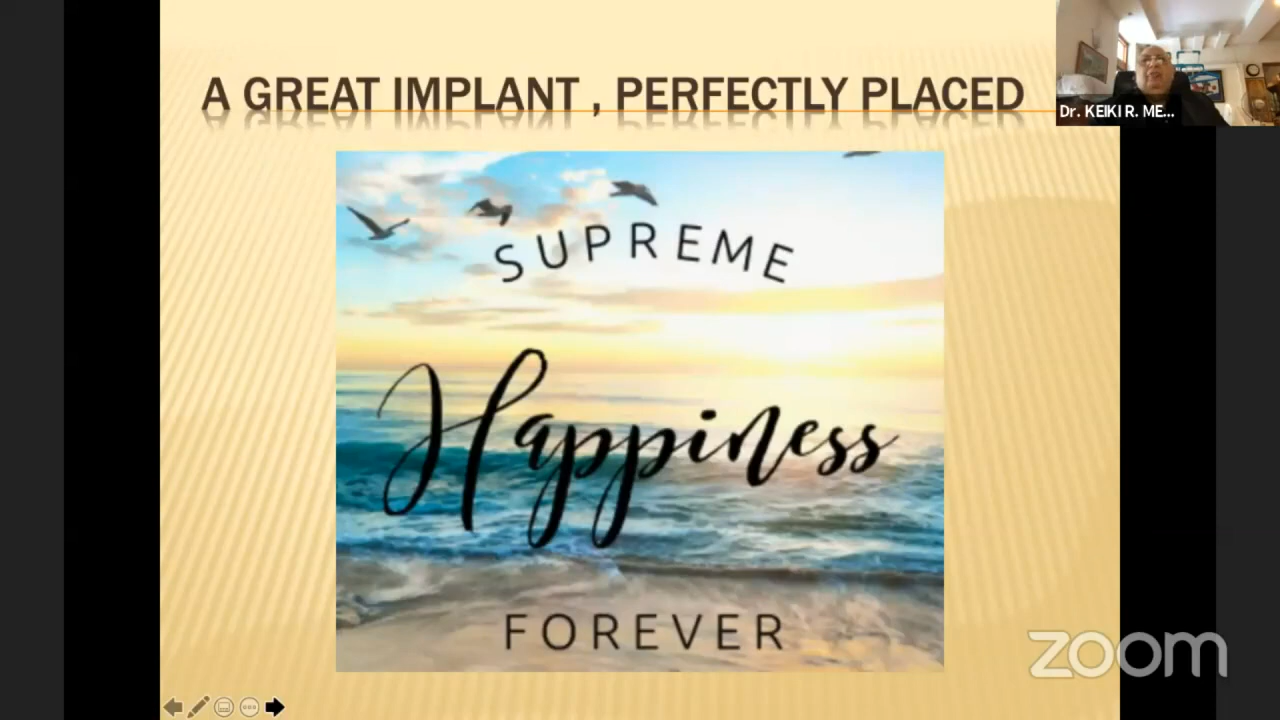 A GREAT IMPLANT , PERFECTLY PLACED
Dr. KEIKI R. ME...
SUPREME
Happiness
FOREVER
zoom